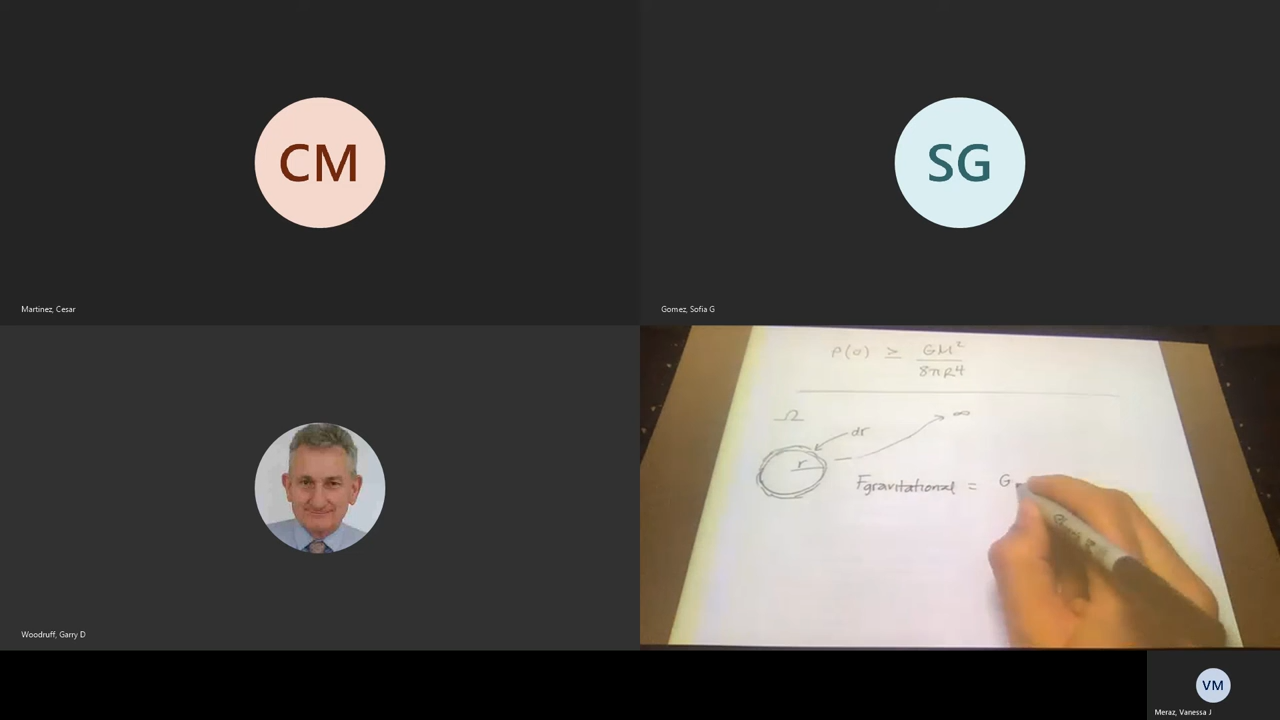 CM
Martinez, Cesar
SG
Gomez, Sofia G
Woodruff, Garry D
P(0) ≥ GM²
8πR⁴
Ω
dr
∞
r
Fgravitational = G
VM
Meraz, Vanessa J